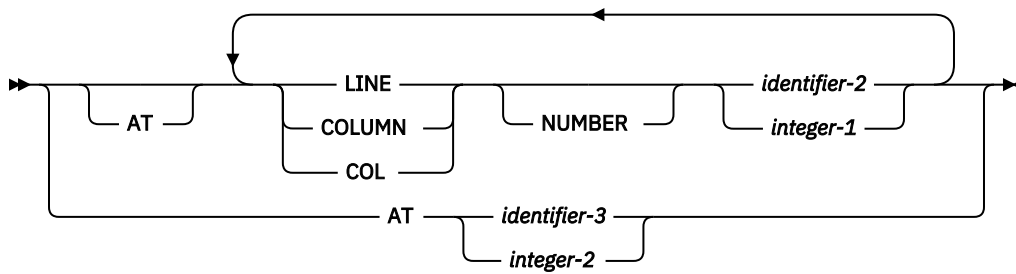 LINE identifier-2
AT COLUMN NUMBER integer-1
COL
AT identifier-3
integer-2